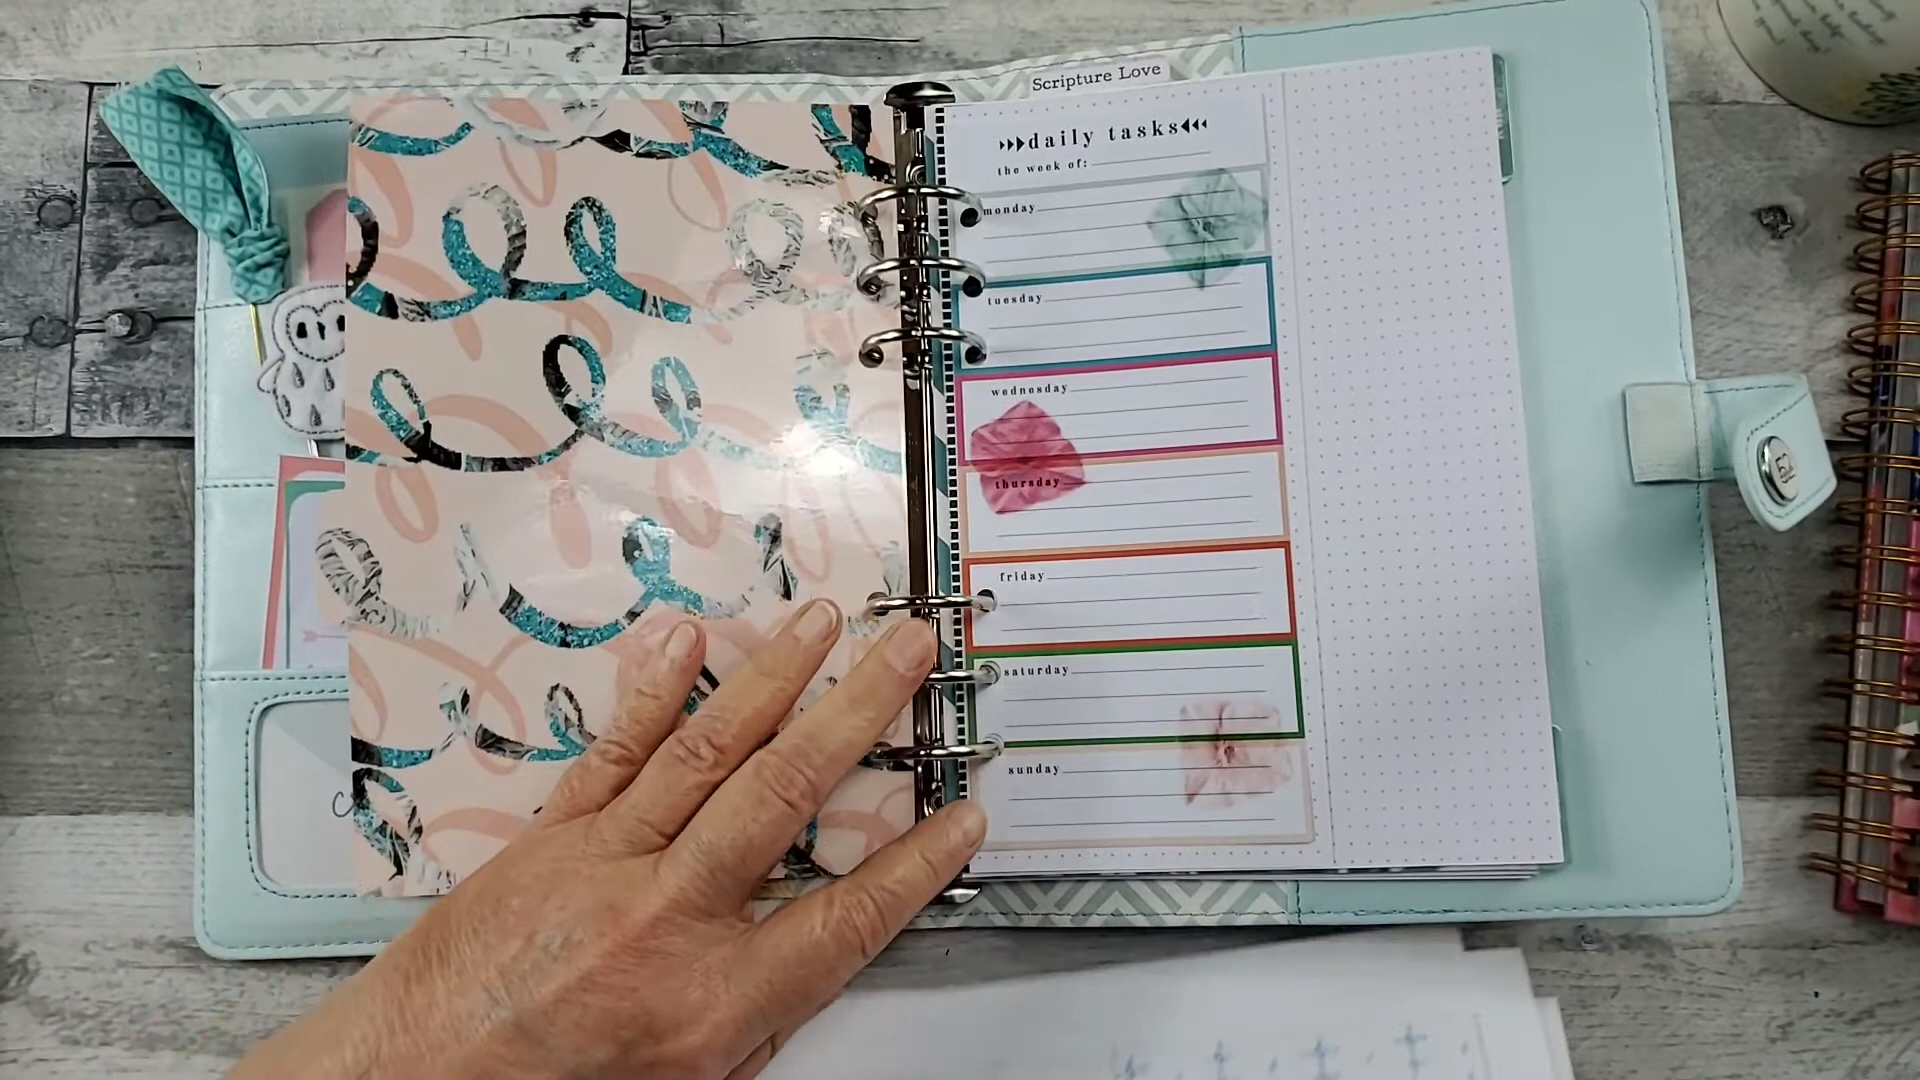 Scripture Love
daily tasks
the week of:
monday
tuesday
wednesday
thursday
friday
saturday
sunday